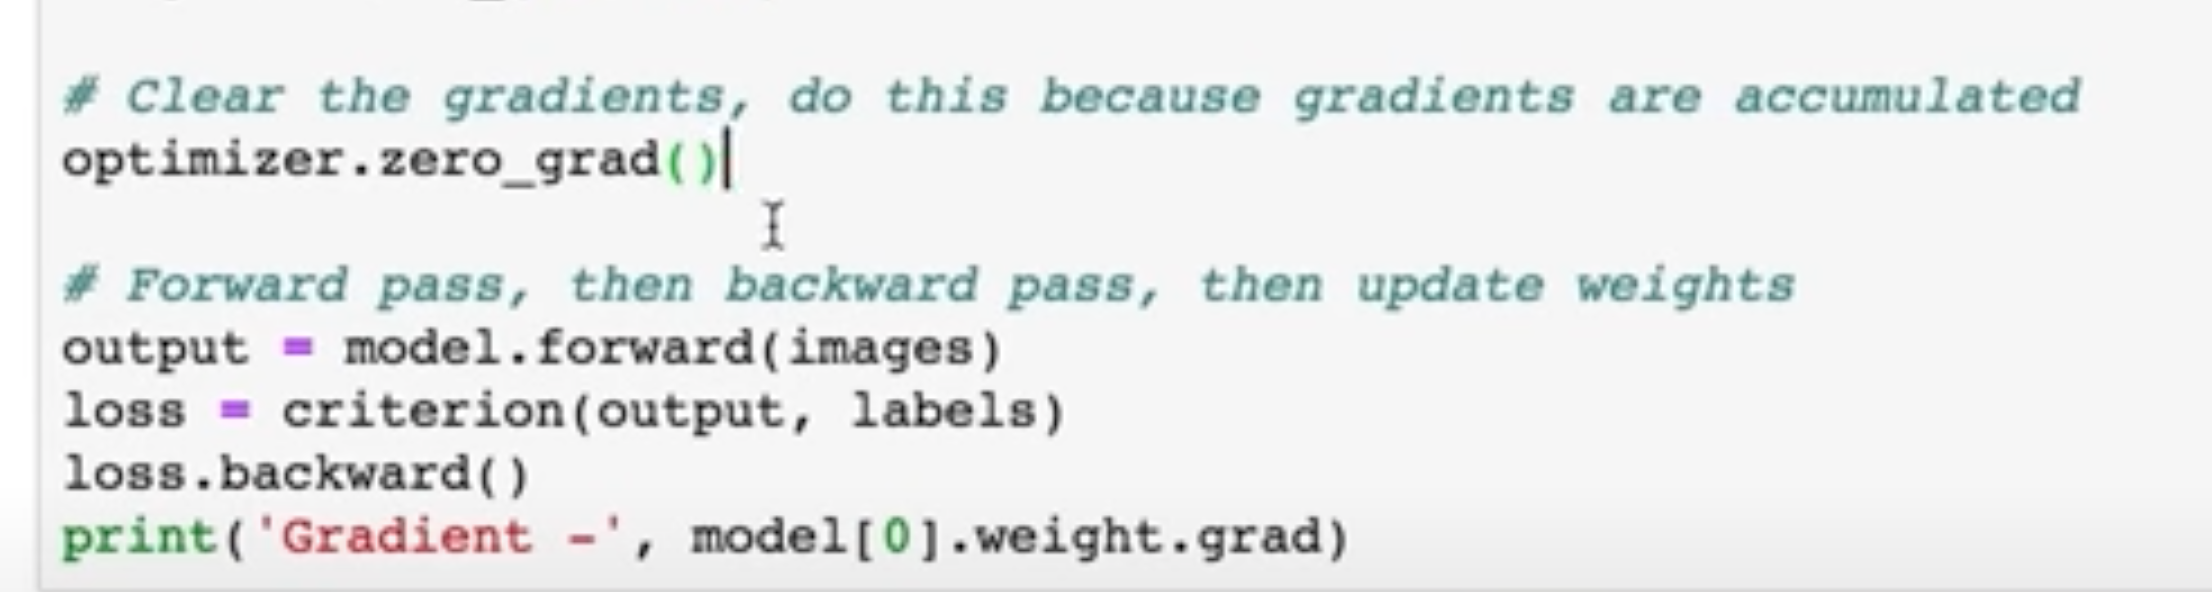 # Clear the gradients, do this because gradients are accumulated
optimizer.zero_grad()
# Forward pass, then backward pass, then update weights
output = model.forward(images)
loss = criterion(output, labels)
loss.backward()
print('Gradient -', model[0].weight.grad)